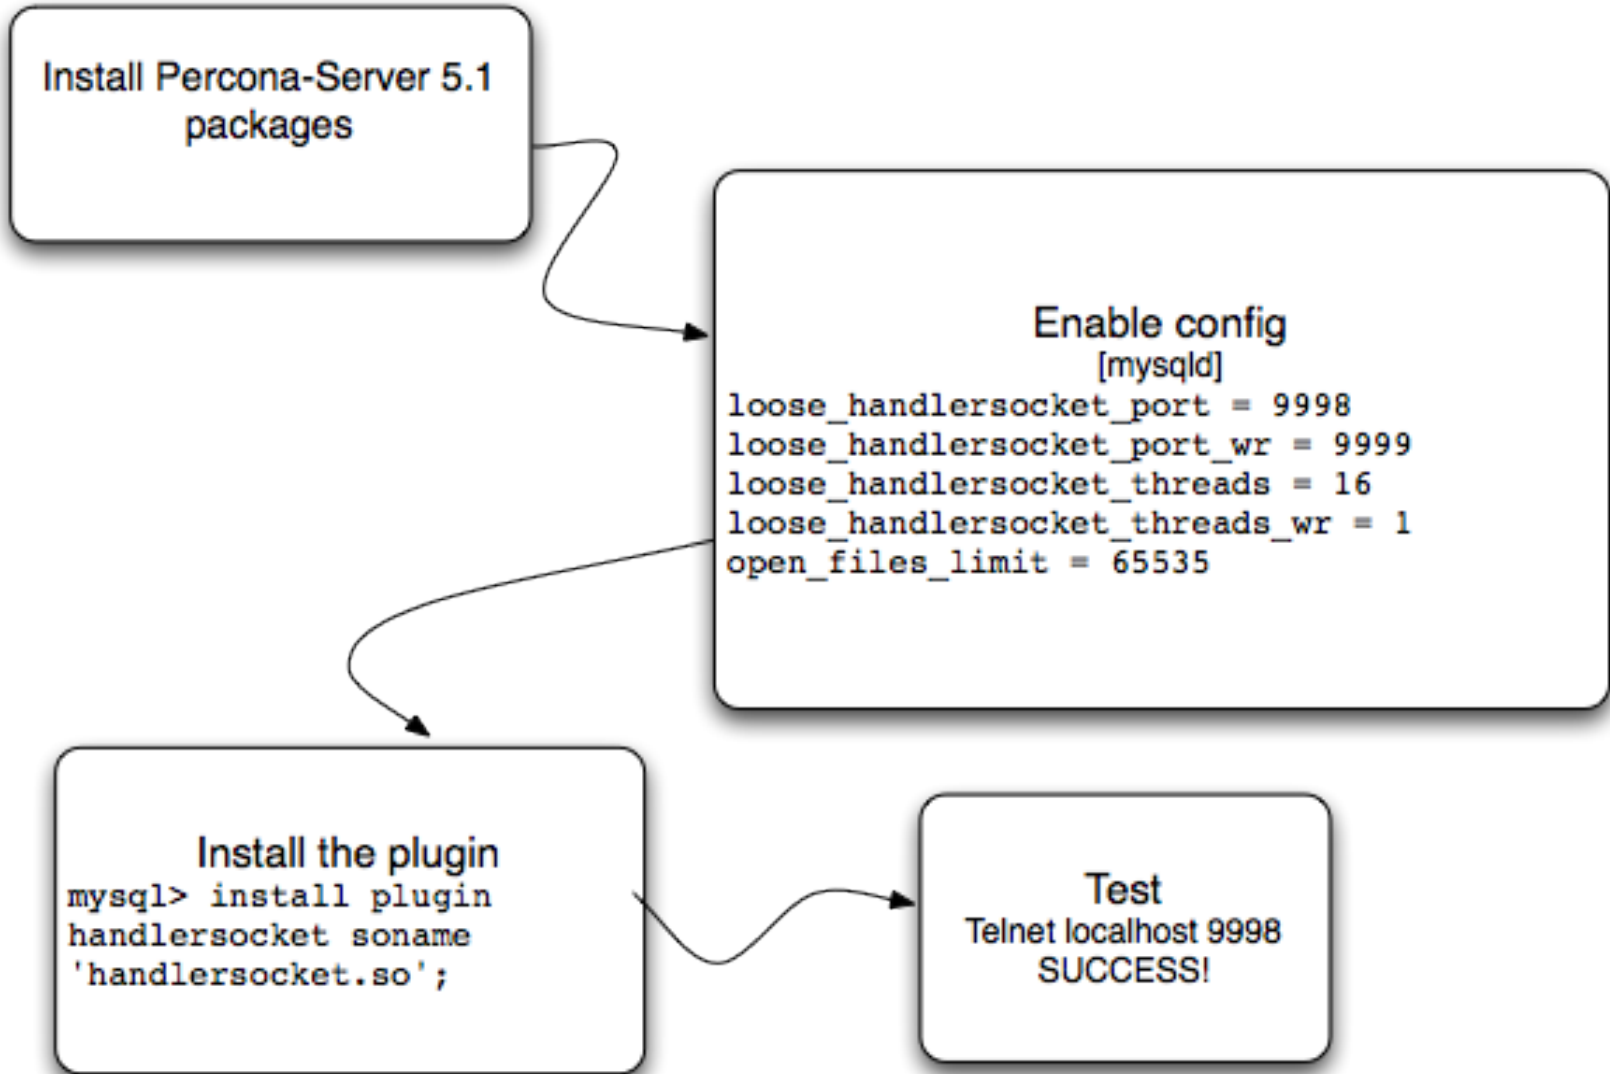 Install Percona-Server 5.1
packages
Enable config
[mysqld]
loose_handlersocket_port = 9998
loose_handlersocket_port_wr = 9999
loose_handlersocket_threads = 16
loose_handlersocket_threads_wr = 1
open_files_limit = 65535
Install the plugin
mysql> install plugin
handlersocket soname
'handlersocket.so';
Test
Telnet localhost 9998
SUCCESS!